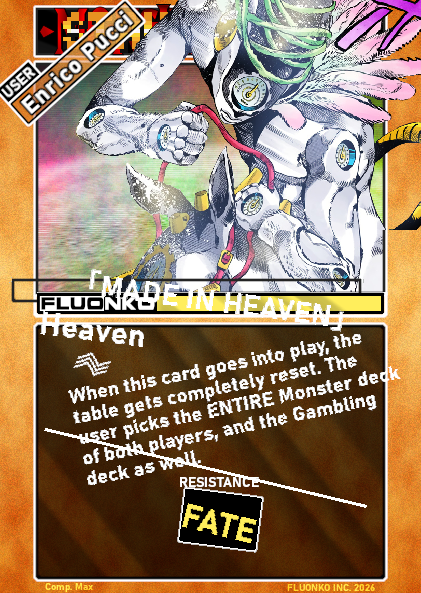 USER
Enrico Pucci
「MADE IN HEAVEN」
FLUONKO
Heaven
When this card goes into play, the
table gets completely reset. The
user picks the ENTIRE Monster deck
of both players, and the Gambling
deck as well.
RESISTANCE
FATE
Comp. Max
FLUONKO INC. 2026